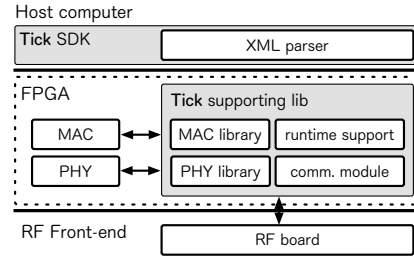 Host computer
Tick SDK
XML parser
FPGA
Tick supporting lib
MAC
MAC library
runtime support
PHY
PHY library
comm. module
RF Front-end
RF board